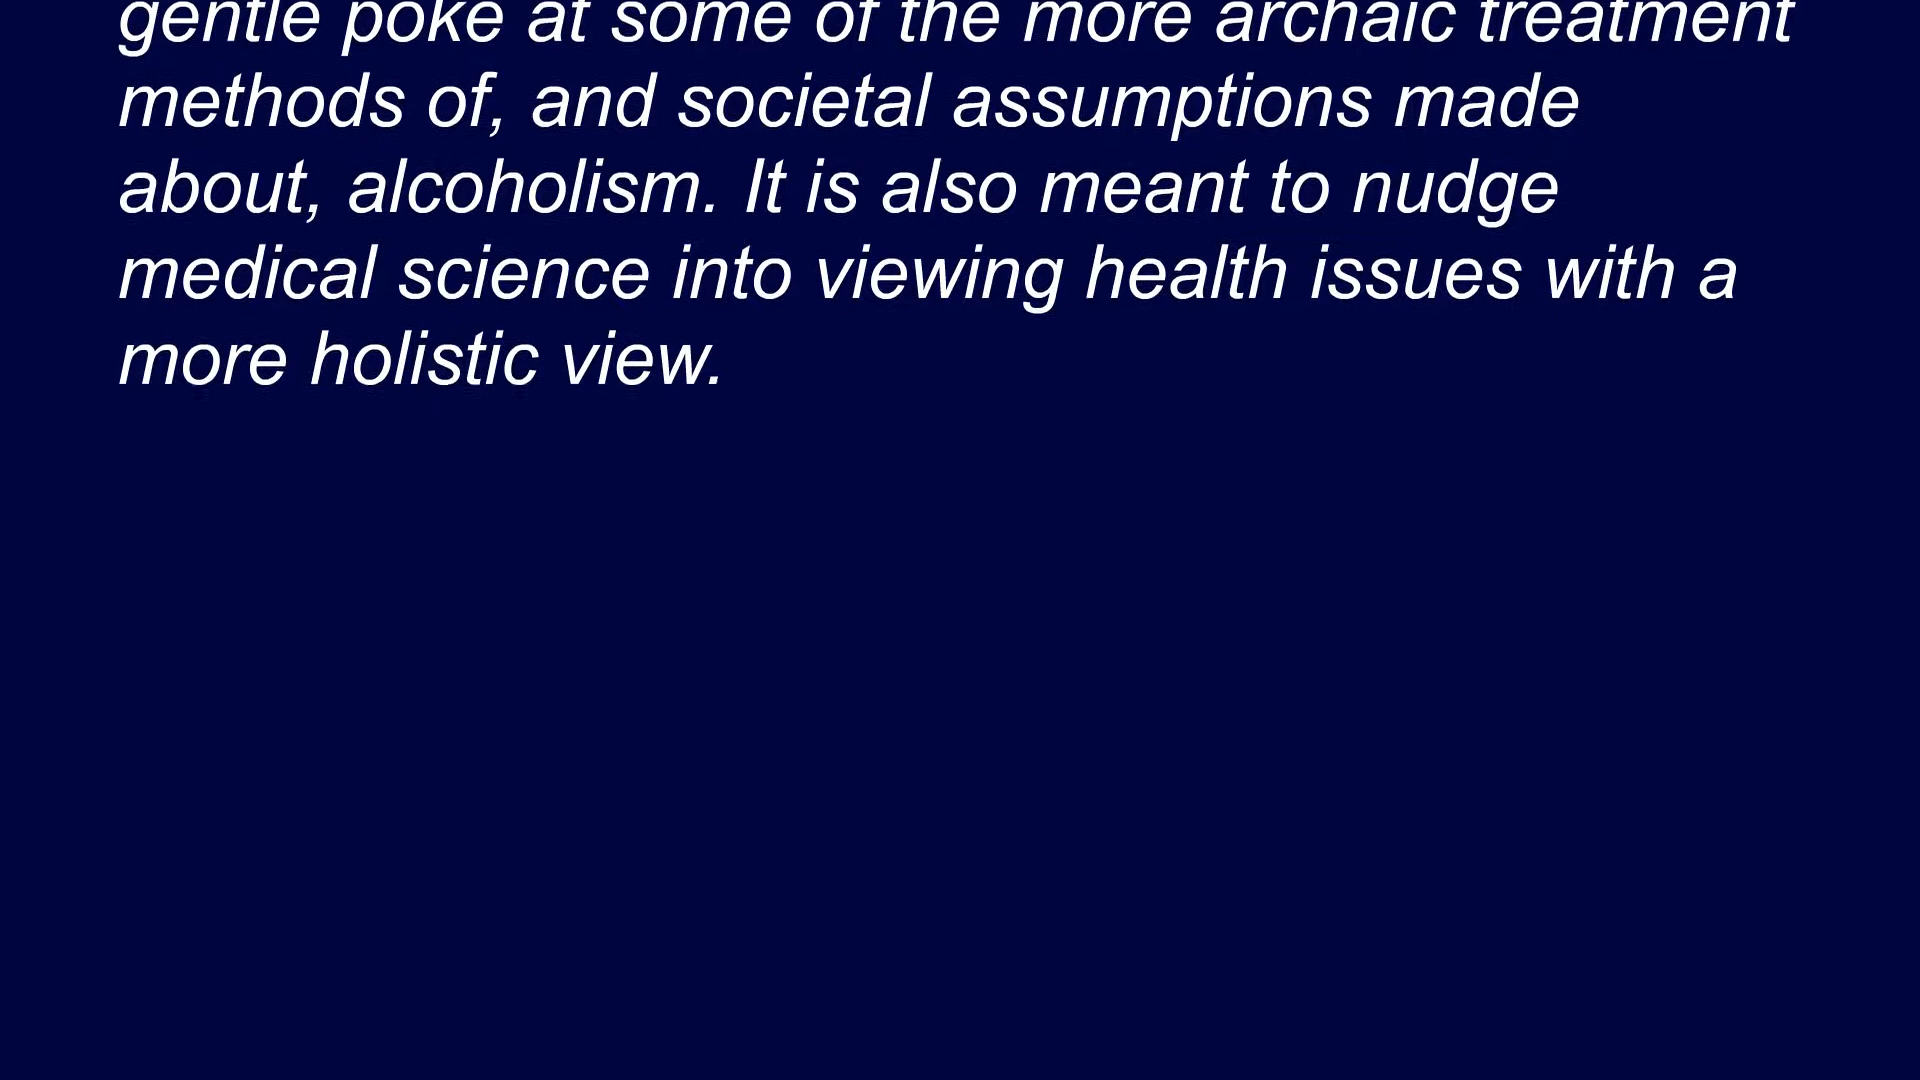 gentle poke at some of the more archaic treatment
methods of, and societal assumptions made
about, alcoholism. It is also meant to nudge
medical science into viewing health issues with a
more holistic view.